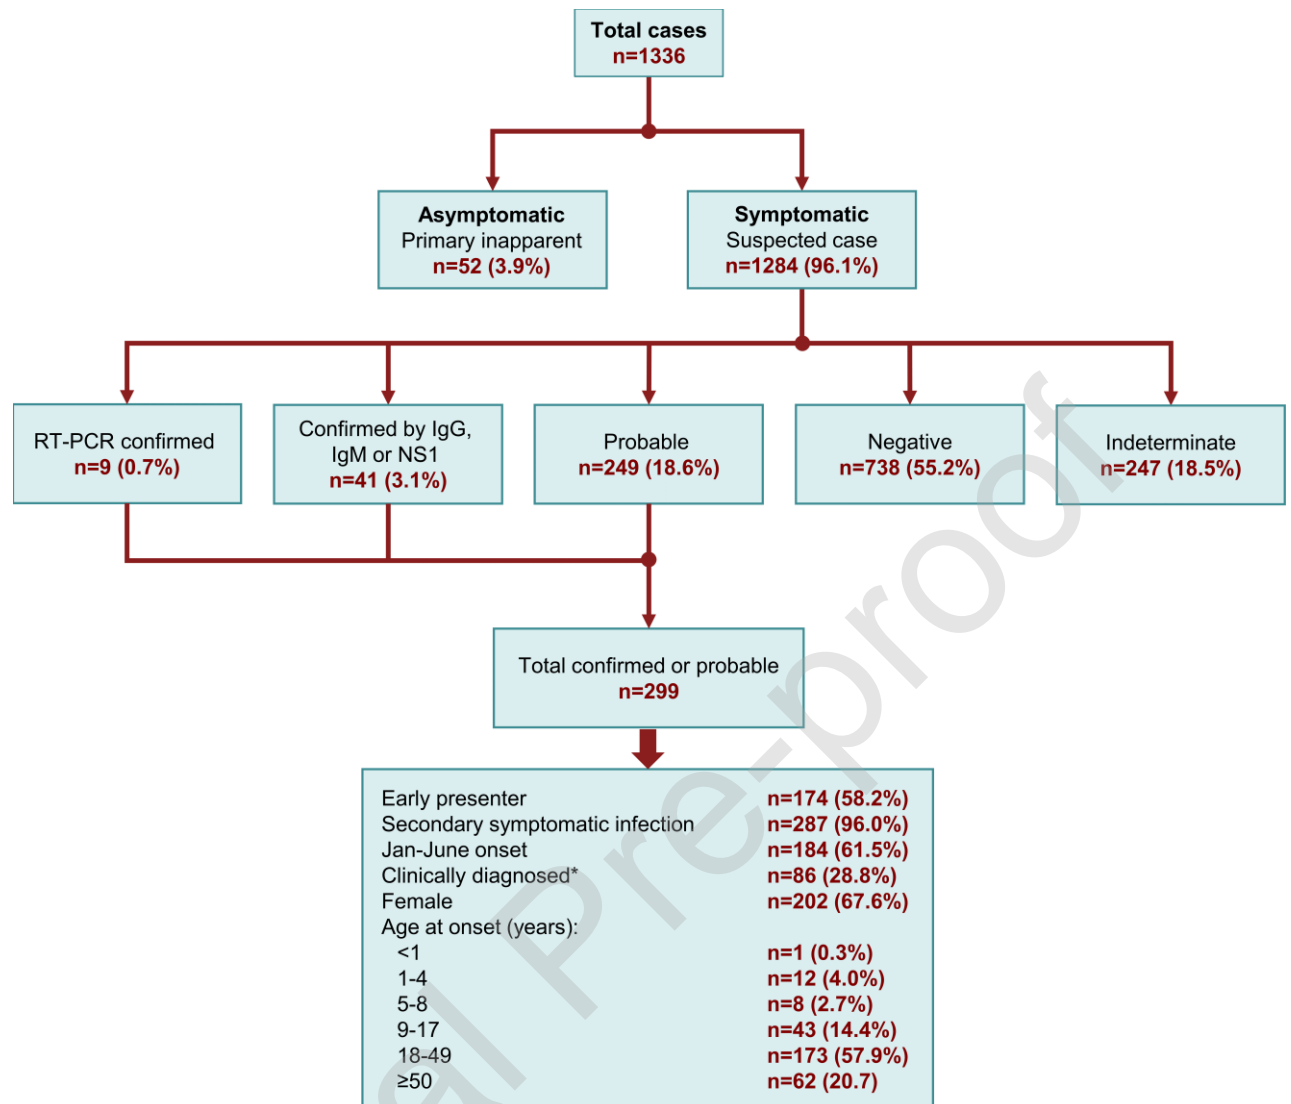 Total cases
n=1336
Asymptomatic
Primary inapparent
n=52 (3.9%)
Symptomatic
Suspected case
n=1284 (96.1%)
RT-PCR confirmed
n=9 (0.7%)
Confirmed by IgG,
IgM or NS1
n=41 (3.1%)
Probable
n=249 (18.6%)
Negative
n=738 (55.2%)
Indeterminate
n=247 (18.5%)
Total confirmed or probable
n=299
Early presenter n=174 (58.2%)
Secondary symptomatic infection n=287 (96.0%)
Jan-June onset n=184 (61.5%)
Clinically diagnosed* n=86 (28.8%)
Female n=202 (67.6%)
Age at onset (years):
<1 n=1 (0.3%)
1-4 n=12 (4.0%)
5-8 n=8 (2.7%)
9-17 n=43 (14.4%)
18-49 n=173 (57.9%)
≥50 n=62 (20.7)
al Pre-proof